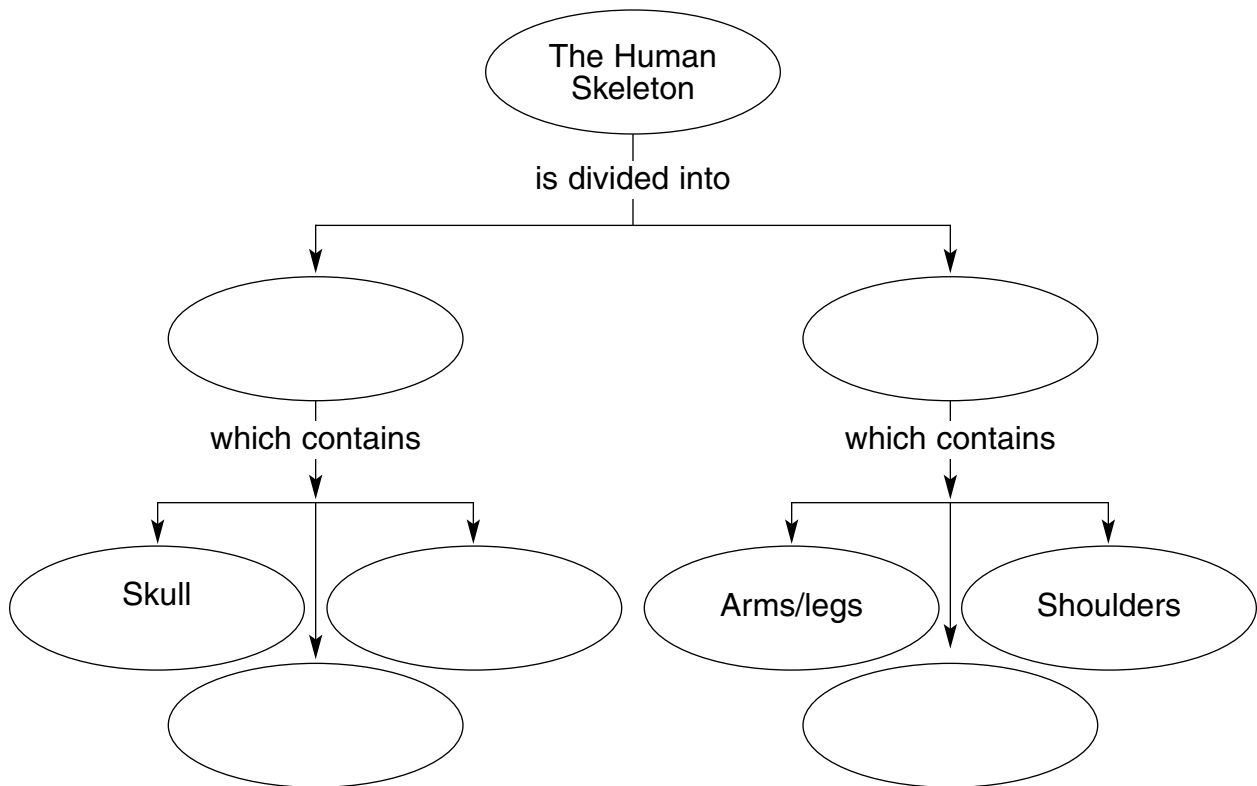 The Human
Skeleton
is divided into
which contains
which contains
Skull
Arms/legs
Shoulders